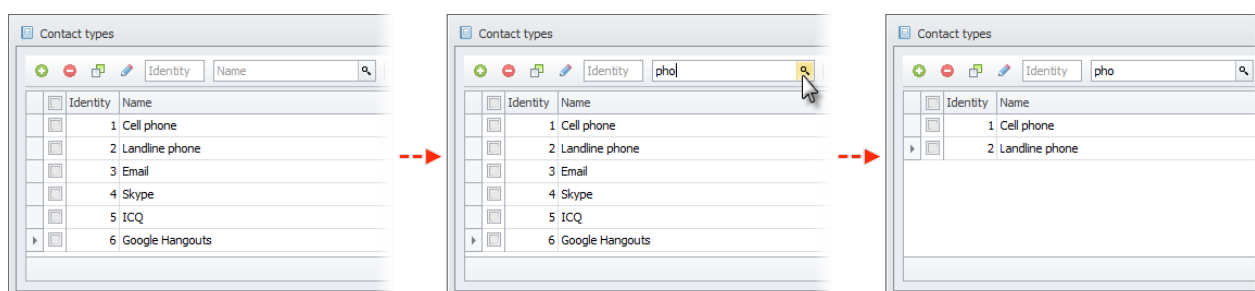 Contact types
Identity Name
Identity Name
1 Cell phone
2 Landline phone
3 Email
4 Skype
5 ICQ
6 Google Hangouts
Contact types
Identity pho
Identity Name
1 Cell phone
2 Landline phone
3 Email
4 Skype
5 ICQ
6 Google Hangouts
Contact types
Identity pho
Identity Name
1 Cell phone
2 Landline phone